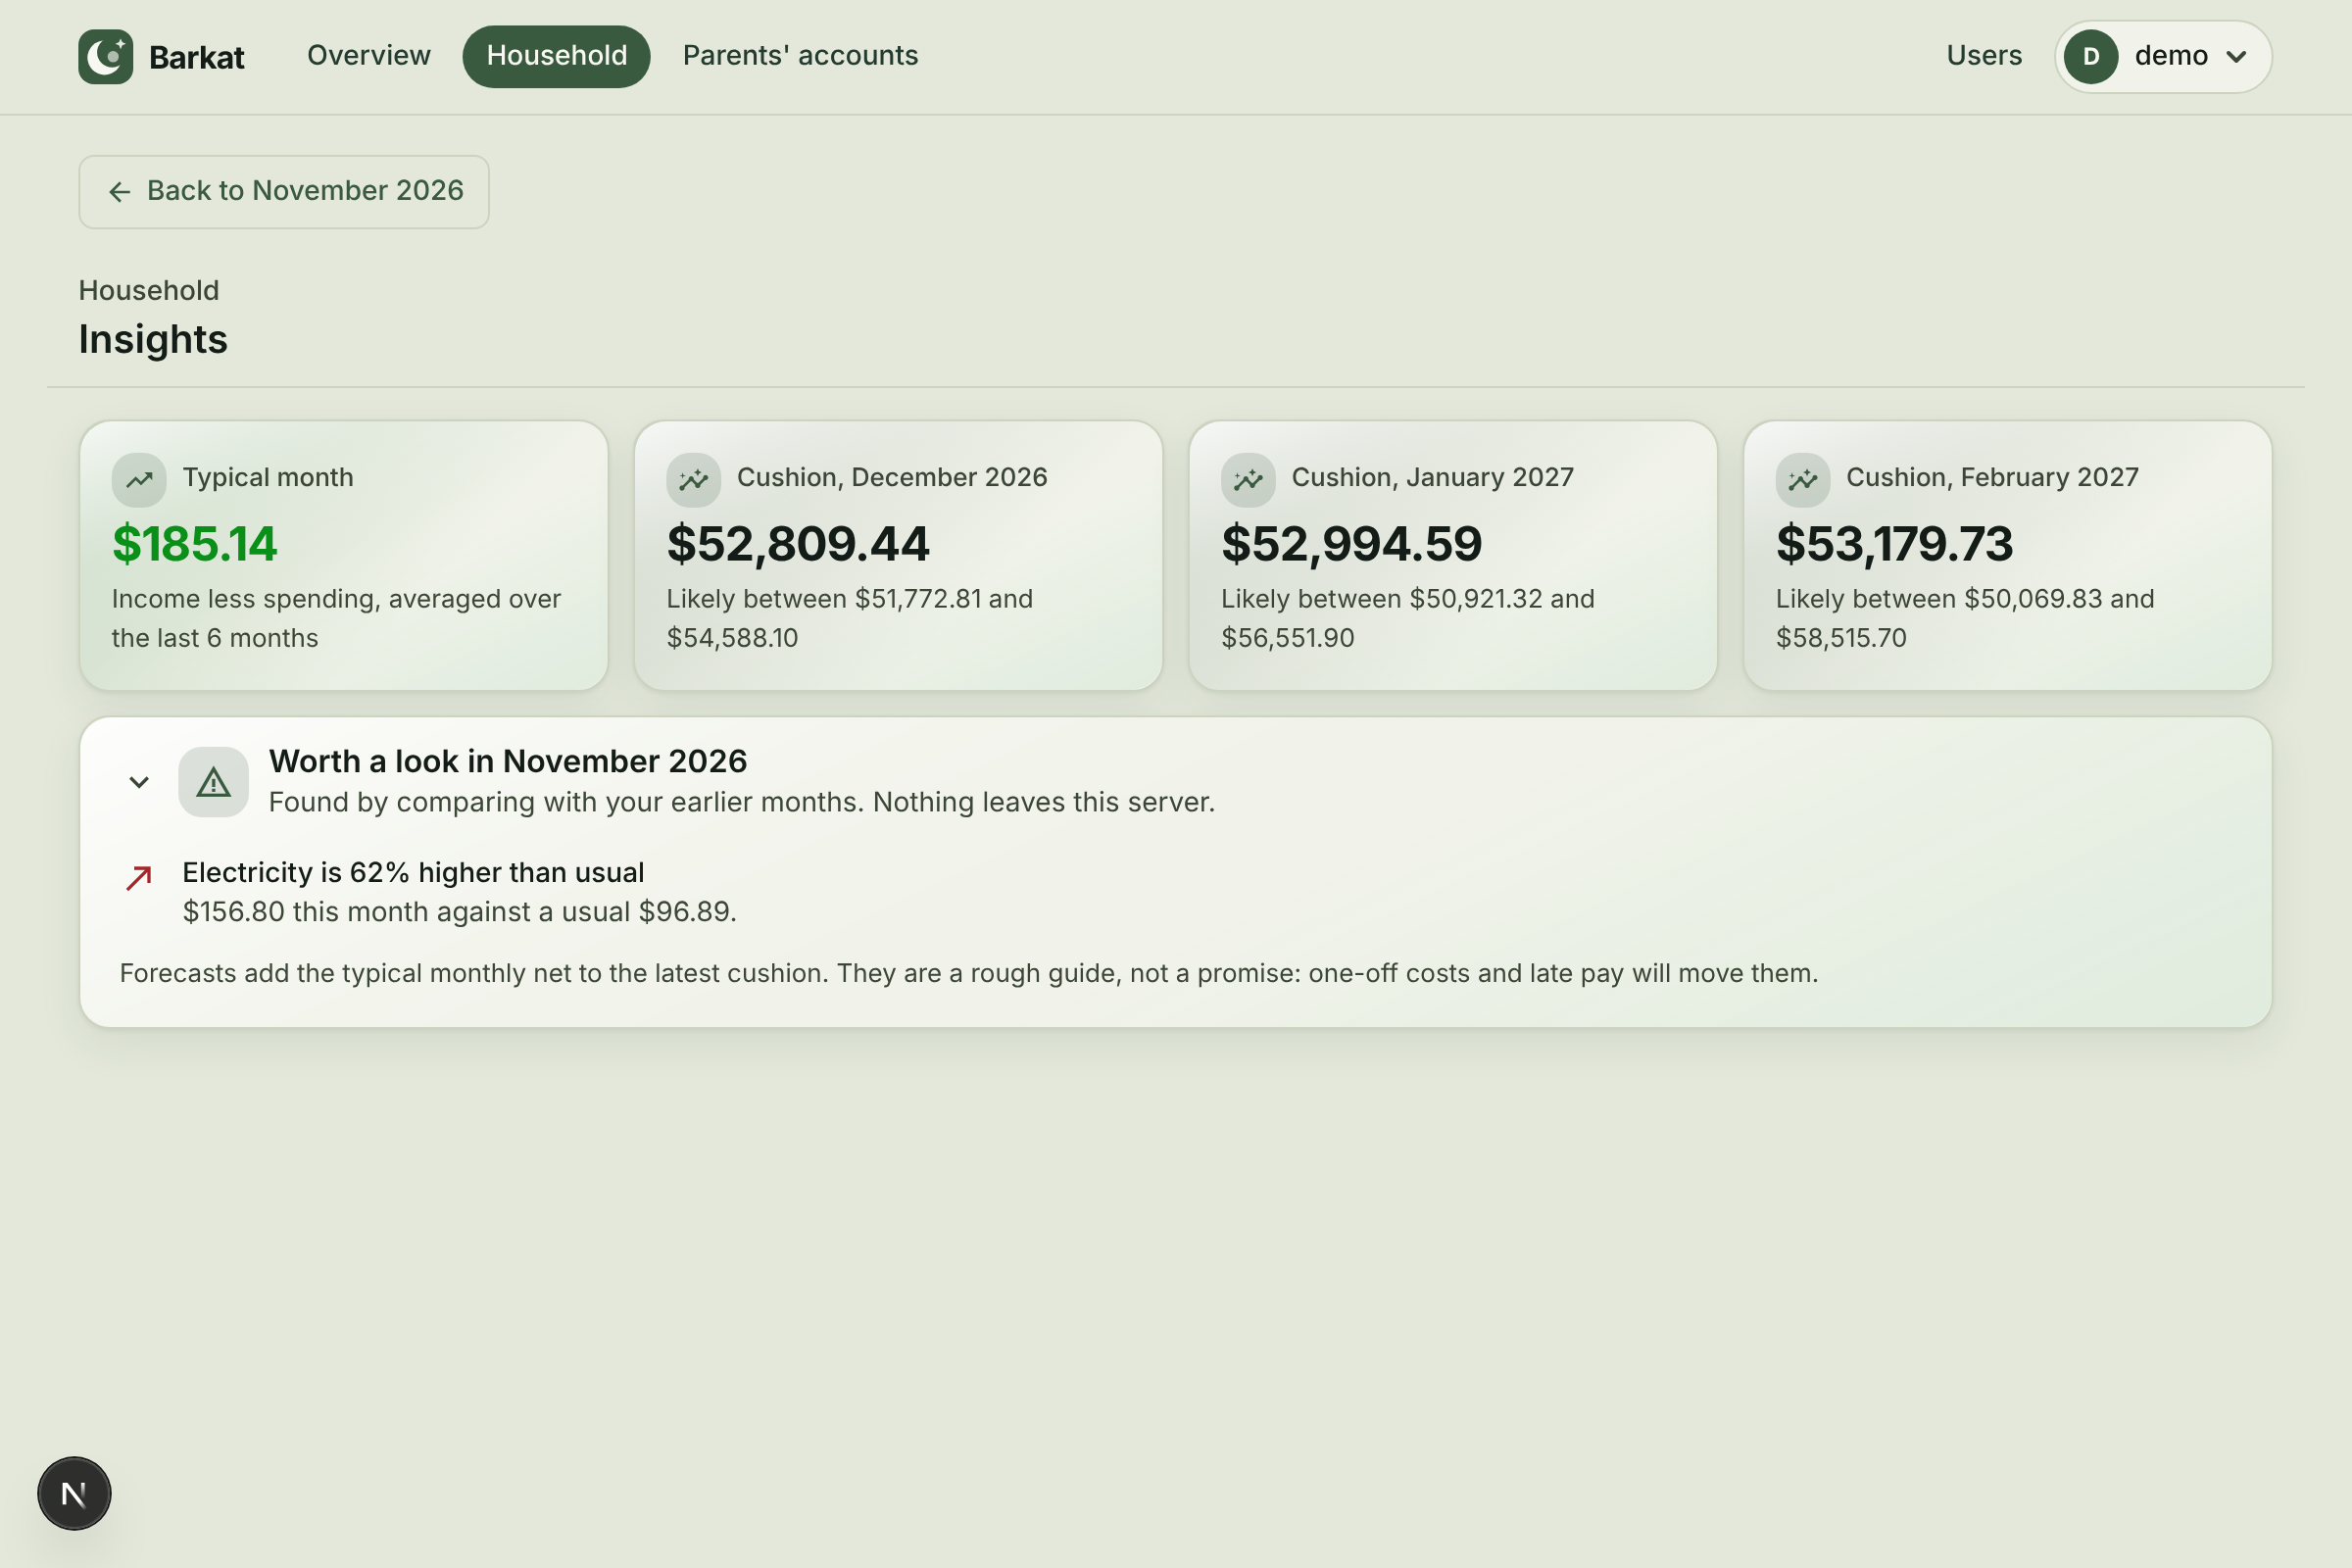 Barkat
Overview
Household
Parents' accounts
Users
D
demo
Back to November 2026
Household
Insights
Typical month
$185.14
Income less spending, averaged over
the last 6 months
Cushion, December 2026
$52,809.44
Likely between $51,772.81 and
$54,588.10
Cushion, January 2027
$52,994.59
Likely between $50,921.32 and
$56,551.90
Cushion, February 2027
$53,179.73
Likely between $50,069.83 and
$58,515.70
Worth a look in November 2026
Found by comparing with your earlier months. Nothing leaves this server.
Electricity is 62% higher than usual
$156.80 this month against a usual $96.89.
Forecasts add the typical monthly net to the latest cushion. They are a rough guide, not a promise: one-off costs and late pay will move them.
N